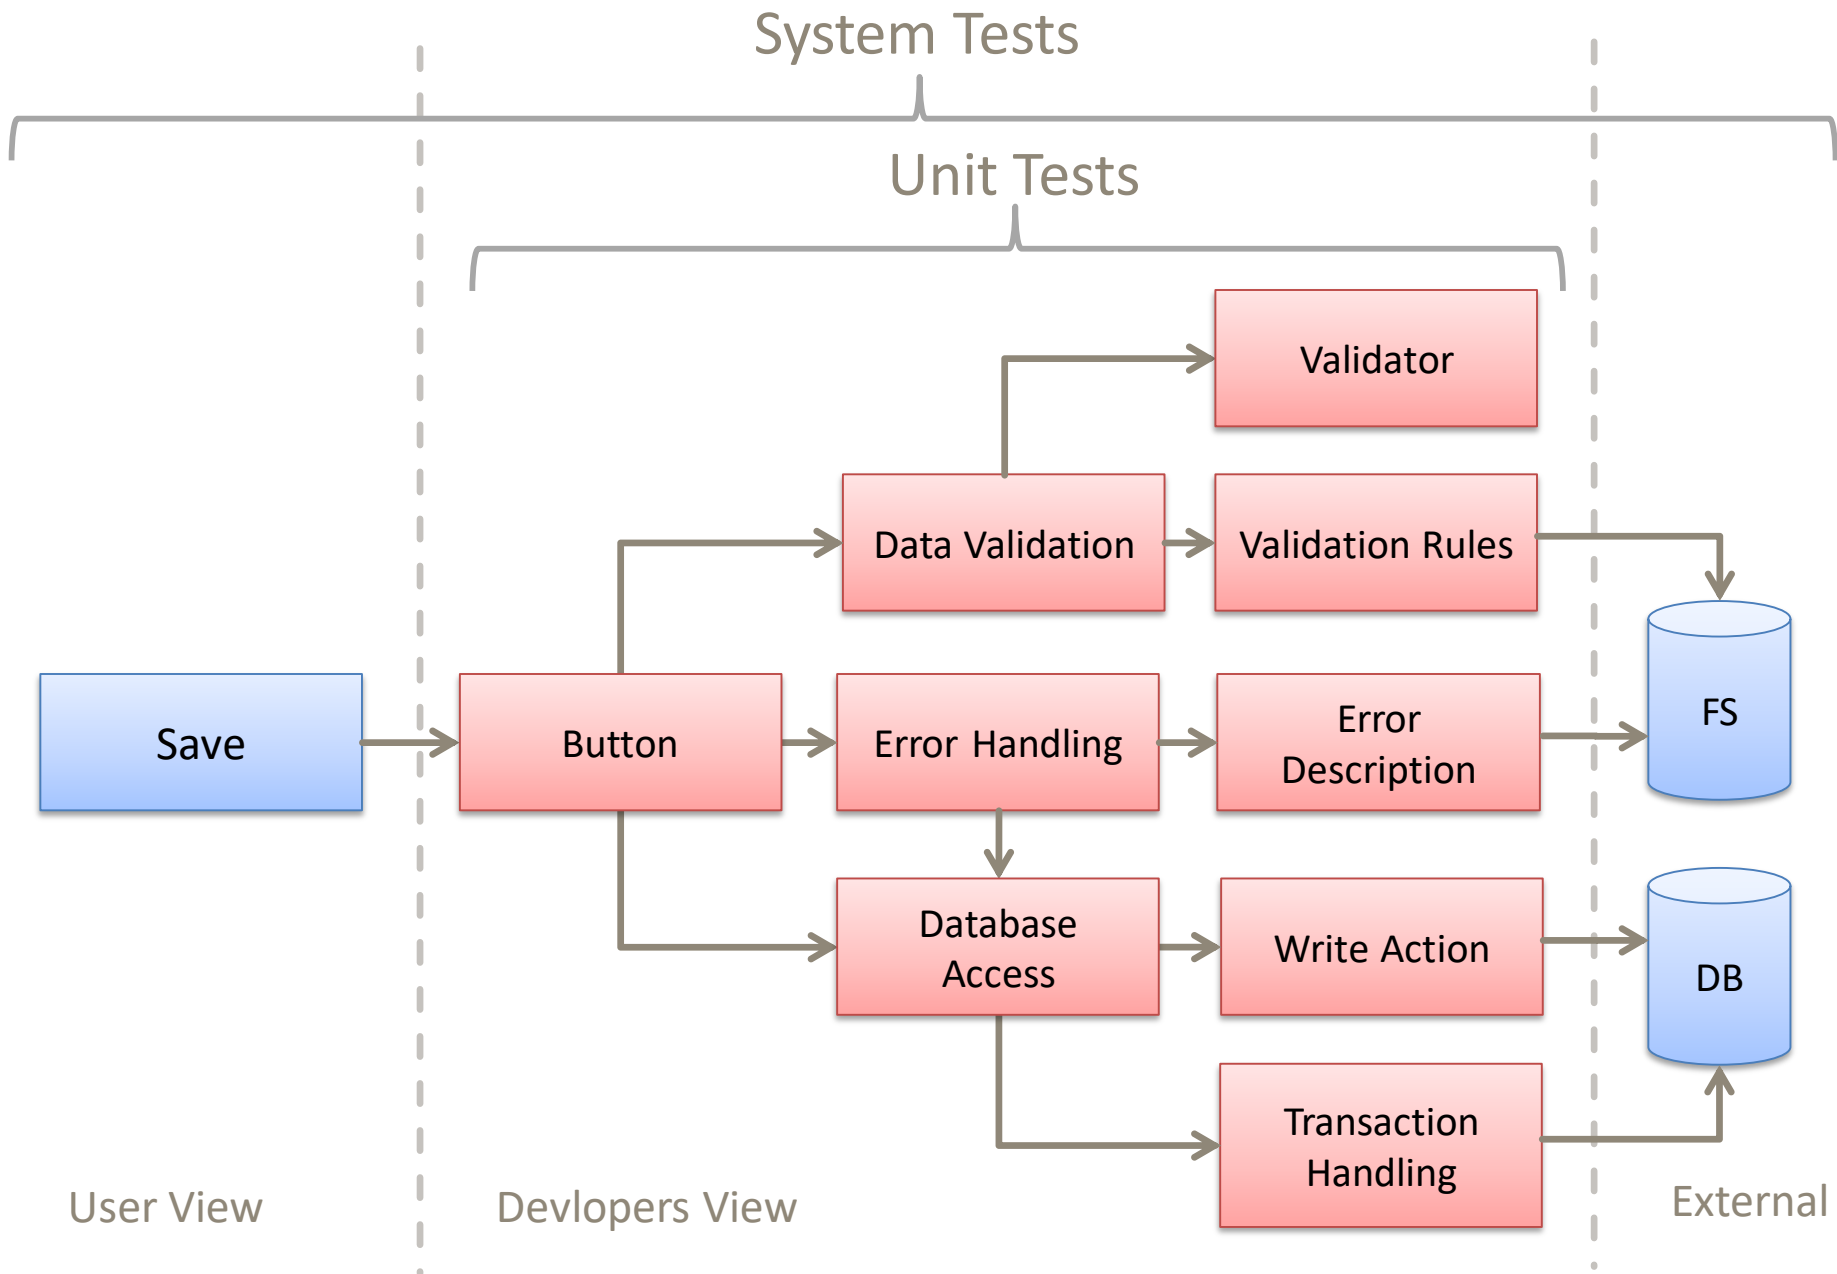 System Tests
Unit Tests
Validator
Data Validation
Validation Rules
Save
Button
Error Handling
Error
Description
FS
Database
Access
Write Action
DB
Transaction
Handling
User View
Devlopers View
External